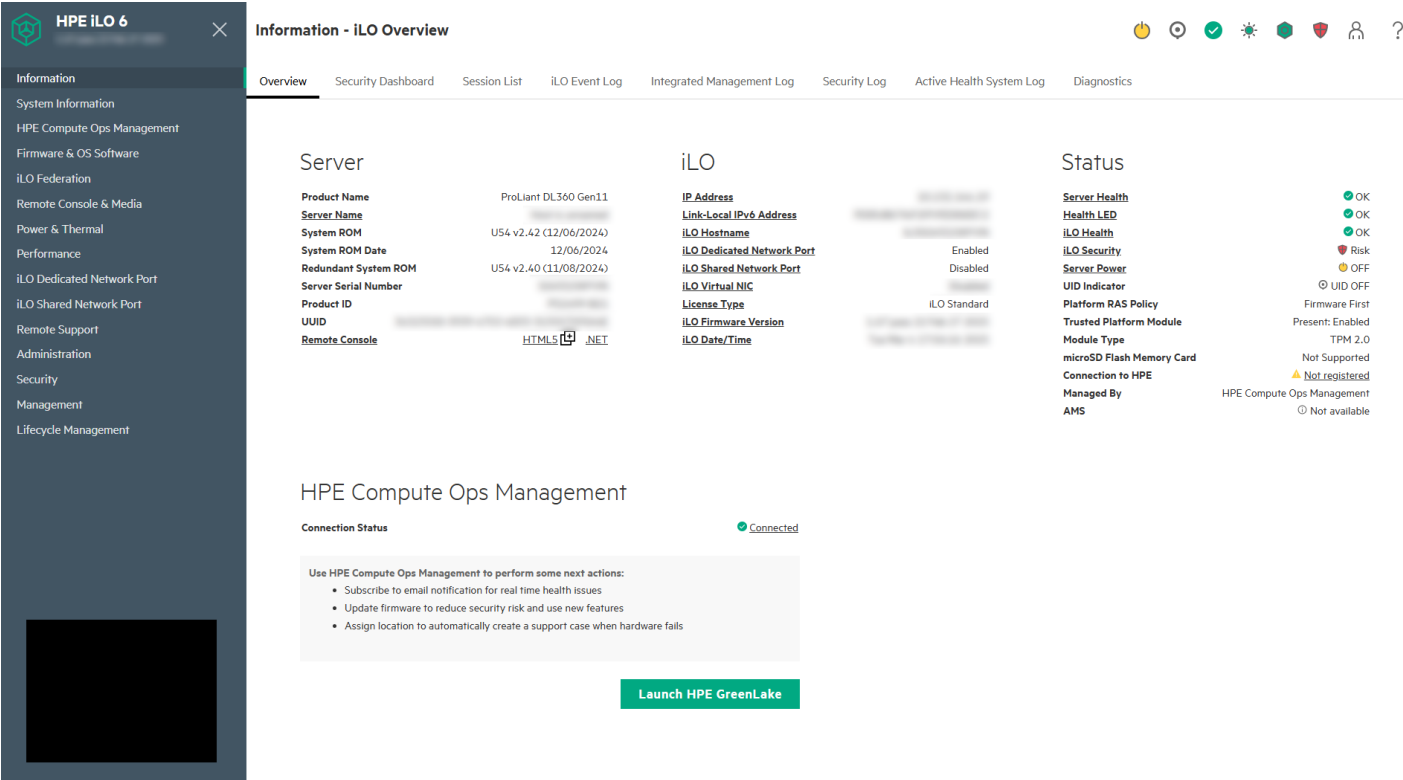 HPE iLO 6
Information
System Information
HPE Compute Ops Management
Firmware & OS Software
iLO Federation
Remote Console & Media
Power & Thermal
Performance
iLO Dedicated Network Port
iLO Shared Network Port
Remote Support
Administration
Security
Management
Lifecycle Management
Information - iLO Overview
?
Overview Security Dashboard Session List iLO Event Log Integrated Management Log Security Log Active Health System Log Diagnostics
Server
Product Name ProLiant DL360 Gen11
Server Name
System ROM U54 v2.42 (12/06/2024)
System ROM Date 12/06/2024
Redundant System ROM U54 v2.40 (11/08/2024)
Server Serial Number
Product ID
UUID
Remote Console HTML5 .NET
iLO
IP Address
Link-Local IPv6 Address
iLO Hostname
iLO Dedicated Network Port Enabled
iLO Shared Network Port Disabled
iLO Virtual NIC
License Type iLO Standard
iLO Firmware Version
iLO Date/Time
Status
Server Health OK
Health LED OK
iLO Health OK
iLO Security Risk
Server Power OFF
UID Indicator UID OFF
Platform RAS Policy Firmware First
Trusted Platform Module Present: Enabled
Module Type TPM 2.0
microSD Flash Memory Card Not Supported
Connection to HPE Not registered
Managed By HPE Compute Ops Management
AMS Not available
HPE Compute Ops Management
Connection Status Connected
Use HPE Compute Ops Management to perform some next actions:
• Subscribe to email notification for real time health issues
• Update firmware to reduce security risk and use new features
• Assign location to automatically create a support case when hardware fails
Launch HPE GreenLake